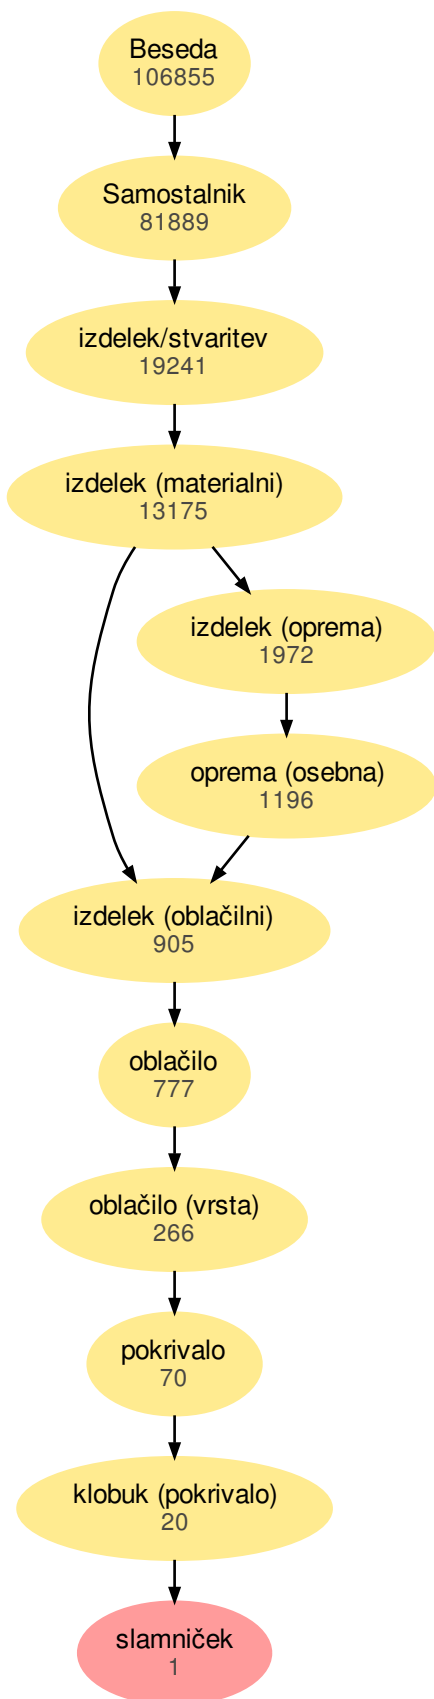 Beseda
106855
Samostalnik
81889
izdelek/stvaritev
19241
izdelek (materialni)
13175
izdelek (oprema)
1972
oprema (osebna)
1196
izdelek (oblačilni)
905
oblačilo
777
oblačilo (vrsta)
266
pokrivalo
70
klobuk (pokrivalo)
20
slamniček
1